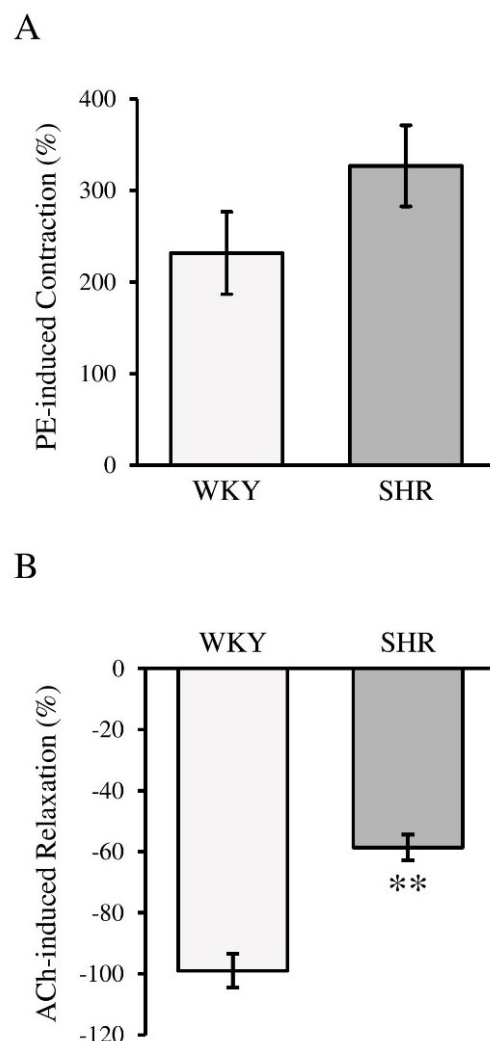 A
PE-induced Contraction (%)
400
300
200
100
0
WKY SHR
B
WKY SHR
ACh-induced Relaxation (%)
0
-20
-40
-60
-80
-100
-120
**